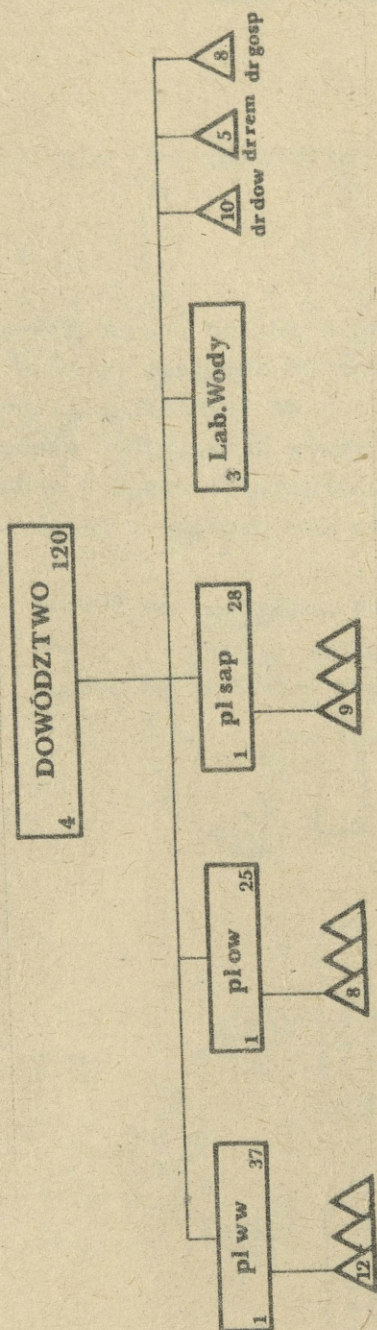 DOWÓDZTWO
4 120
pl ww
1 37
12
pl ow
1 25
8
pl sap
1 28
9
Lab.Wody
3
10
dr dow
5
dr rem
8
dr gosp